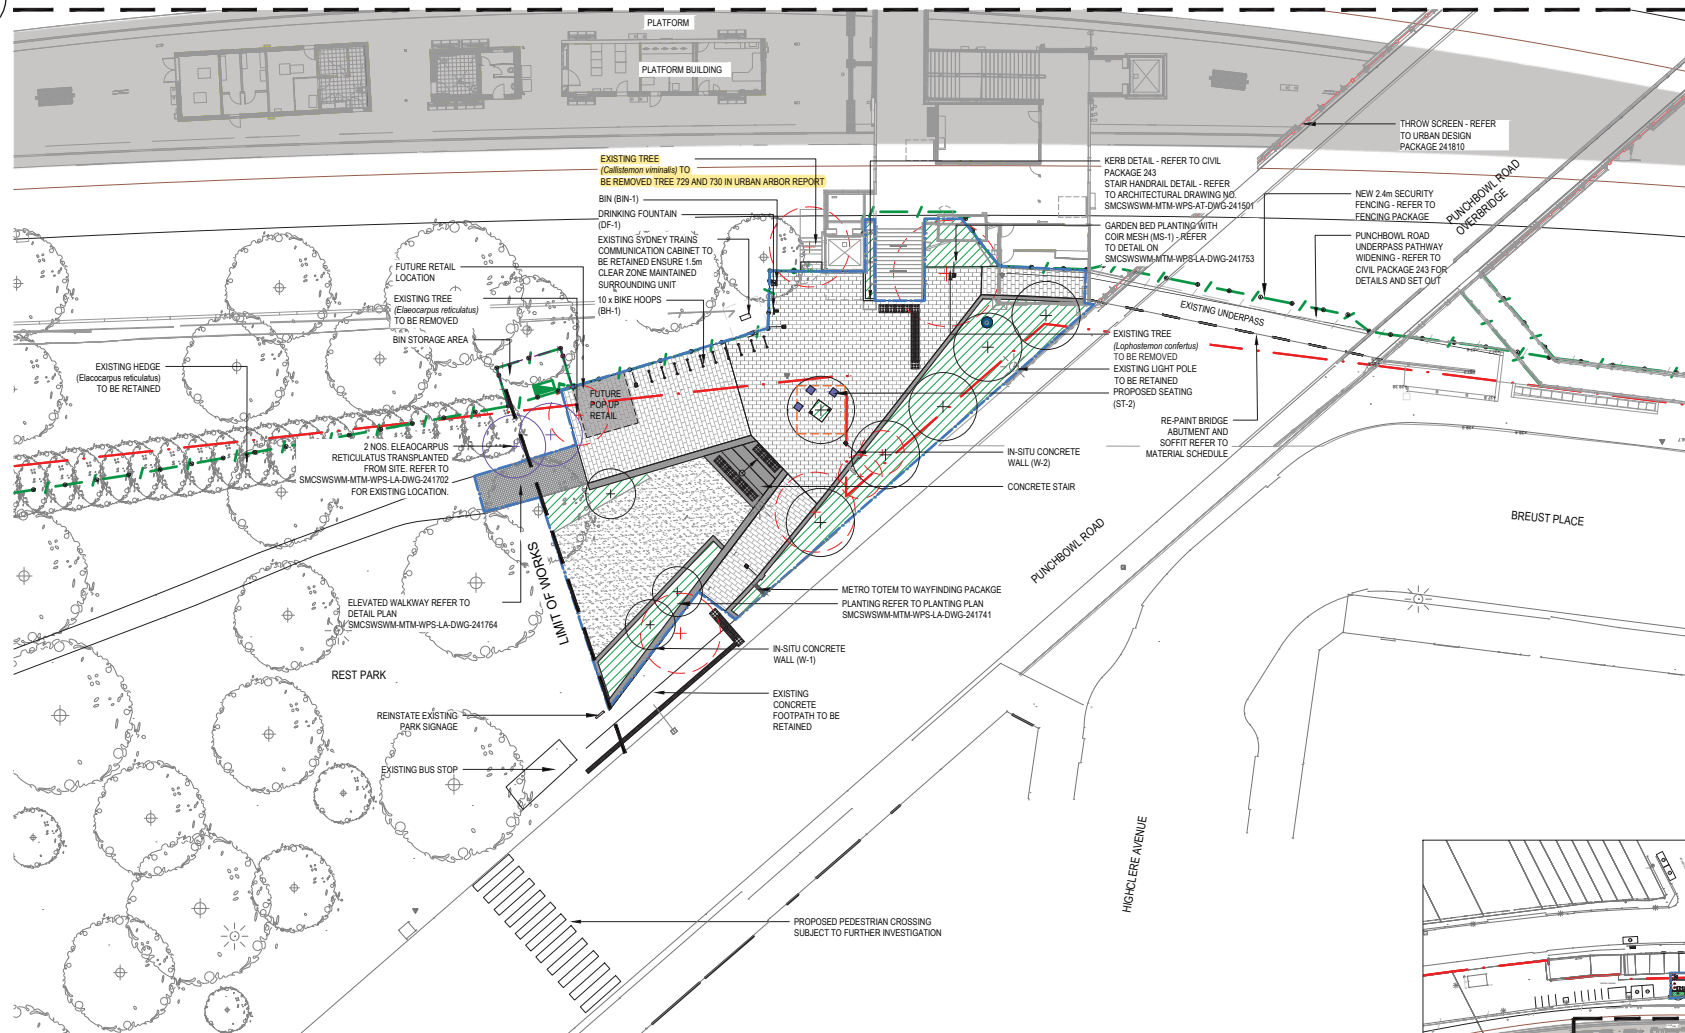 PLATFORM
PLATFORM BUILDING
THROW SCREEN - REFER
TO URBAN DESIGN
PACKAGE 241810
EXISTING TREE
(Callistemon viminalis) TO
BE REMOVED TREE 729 AND 730 IN URBAN ARBOR REPORT
BIN (BIN-1)
DRINKING FOUNTAIN
(DF-1)
EXISTING SYDNEY TRAINS
COMMUNICATION CABINET TO
BE RETAINED ENSURE 1.5m
CLEAR ZONE MAINTAINED
SURROUNDING UNIT
10 x BIKE HOOPS
(BH-1)
KERB DETAIL - REFER TO CIVIL
PACKAGE 243
STAIR HANDRAIL DETAIL - REFER
TO ARCHITECTURAL DRAWING NO.
SMCSWSWM-MTM-WPS-AT-DWG-241501
GARDEN BED PLANTING WITH
COIR MESH (MS-1) - REFER
TO DETAIL ON
SMCSWSWM-MTM-WPS-LA-DWG-241753
NEW 2.4m SECURITY
FENCING - REFER TO
FENCING PACKAGE
PUNCHBOWL ROAD
OVERBRIDGE
PUNCHBOWL ROAD
UNDERPASS PATHWAY
WIDENING - REFER TO
CIVIL PACKAGE 243 FOR
DETAILS AND SET OUT
FUTURE RETAIL
LOCATION
EXISTING TREE
(Elaeocarpus reticulatus)
TO BE REMOVED
BIN STORAGE AREA
EXISTING HEDGE
(Elacocarpus reticulatus)
TO BE RETAINED
EXISTING UNDERPASS
EXISTING TREE
(Lophostemon confertus)
TO BE REMOVED
EXISTING LIGHT POLE
TO BE RETAINED
PROPOSED SEATING
(ST-2)
FUTURE
POP UP
RETAIL
RE-PAINT BRIDGE
ABUTMENT AND
SOFFIT REFER TO
MATERIAL SCHEDULE
2 NOS. ELEAOCARPUS
RETICULATUS TRANSPLANTED
FROM SITE. REFER TO
SMCSWSWM-MTM-WPS-LA-DWG-241702
FOR EXISTING LOCATION.
IN-SITU CONCRETE
WALL (W-2)
CONCRETE STAIR
BREUST PLACE
PUNCHBOWL ROAD
LIMIT OF WORKS
ELEVATED WALKWAY REFER TO
DETAIL PLAN
SMCSWSWM-MTM-WPS-LA-DWG-241764
METRO TOTEM TO WAYFINDING PACAKGE
PLANTING REFER TO PLANTING PLAN
SMCSWSWM-MTM-WPS-LA-DWG-241741
IN-SITU CONCRETE
WALL (W-1)
REST PARK
EXISTING
CONCRETE
FOOTPATH TO BE
RETAINED
REINSTATE EXISTING
PARK SIGNAGE
EXISTING BUS STOP
HIGHCLERE AVENUE
PROPOSED PEDESTRIAN CROSSING
SUBJECT TO FURTHER INVESTIGATION